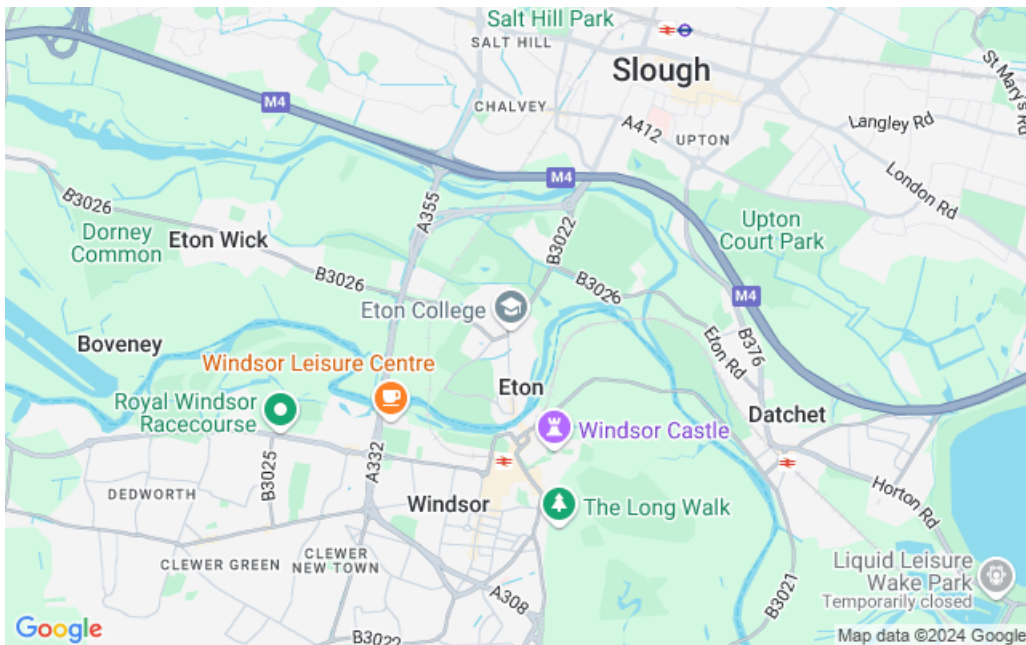 Salt Hill Park
SALT HILL
Slough
St Mary's Rd
M4
CHALVEY
A412
UPTON
Langley Rd
London Rd
M4
B3026
A355
Dorney
Common
Eton Wick
B3022
Upton
Court Park
B3026
B3026
Eton College
M4
Boveney
Eton Rd
B376
Windsor Leisure Centre
Eton
Royal Windsor
Racecourse
Datchet
Windsor Castle
A332
B3025
DEDWORTH
Windsor
The Long Walk
Horton Rd
CLEWER GREEN
CLEWER
NEW TOWN
Liquid Leisure
Wake Park
Temporarily closed
B3021
A308
B3022
Google
Map data ©2024 Google